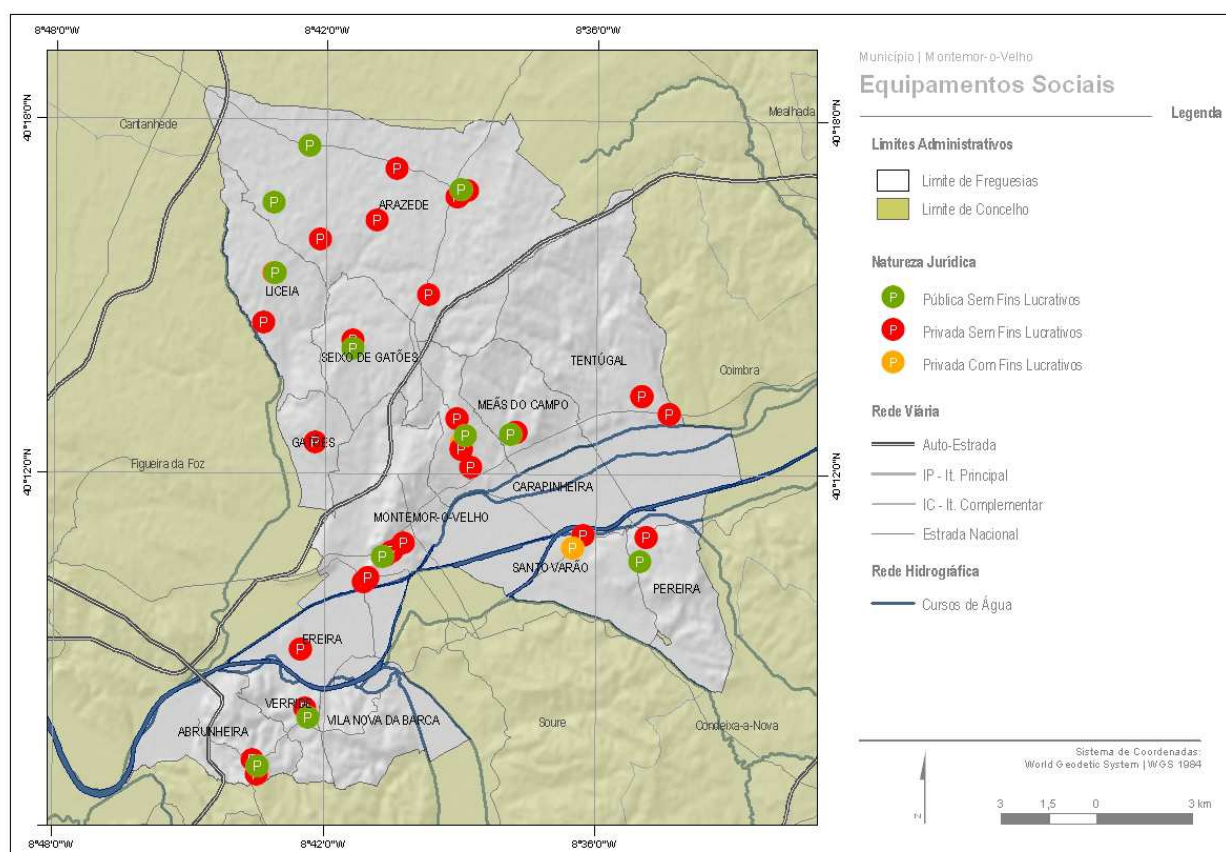 8°48'0"W
8°42'0"W
8°36'0"W
40°18'0"N
40°18'0"N
Cantanhede
Mealhada
ARAZEDE
LICEIA
SEIXO DE GATÕES
TENTÚGAL
Coimbra
MEÃS DO CAMPO
GATÕES
Figueira da Foz
40°12'0"N
40°12'0"N
CARAPINHEIRA
MONTEMOR-O-VELHO
SANTO VARÃO
PEREIRA
EREIRA
VERRIDE
VILA NOVA DA BARCA
ABRUNHEIRA
Soure
Condeixa-a-Nova
8°48'0"W
8°42'0"W
8°36'0"W
Município | Montemor-o-Velho
Equipamentos Sociais
Legenda
Limites Administrativos
Limite de Freguesias
Limite de Concelho
Natureza Jurídica
P Pública Sem Fins Lucrativos
P Privada Sem Fins Lucrativos
P Privada Com Fins Lucrativos
Rede Viária
Auto-Estrada
IP - It. Principal
IC - It. Complementar
Estrada Nacional
Rede Hidrográfica
Cursos de Água
Sistema de Coordenadas:
World Geodetic System | WGS 1984
N
3 1,5 0 3 km